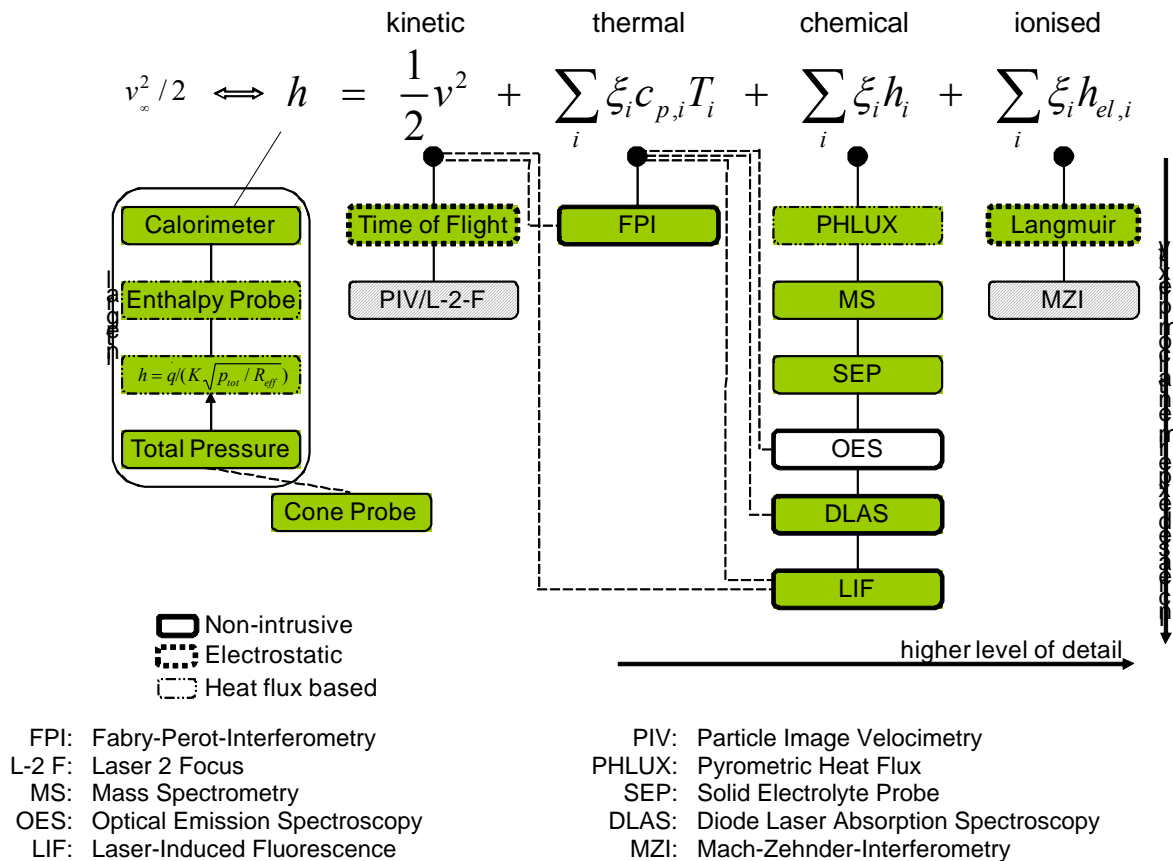 kinetic thermal chemical ionised
v∞²/2 ⇔ h = 1/2 v² + ∑i ξi cp,i Ti + ∑i ξi hi + ∑i ξi hel,i
Calorimeter Time of Flight FPI PHLUX Langmuir
Enthalpy Probe PIV/L-2-F MS MZI
h = q̇/(K√(ptot / Reff)) SEP
Total Pressure OES
Cone Probe DLAS
LIF
Non-intrusive
Electrostatic
Heat flux based
higher level of detail
FPI: Fabry-Perot-Interferometry
L-2 F: Laser 2 Focus
MS: Mass Spectrometry
OES: Optical Emission Spectroscopy
LIF: Laser-Induced Fluorescence
PIV: Particle Image Velocimetry
PHLUX: Pyrometric Heat Flux
SEP: Solid Electrolyte Probe
DLAS: Diode Laser Absorption Spectroscopy
MZI: Mach-Zehnder-Interferometry